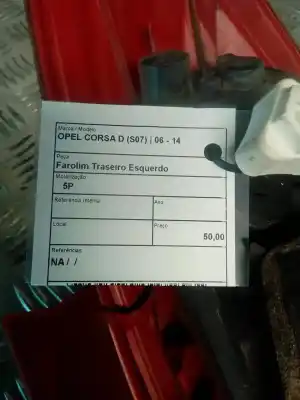 Marca / Modelo
OPEL CORSA D (S07) | 06 - 14
Peça
Farolim Traseiro Esquerdo
Motorização
5P
Referência Interna
Ano
Local
Preço
50,00
Referências
NA / /